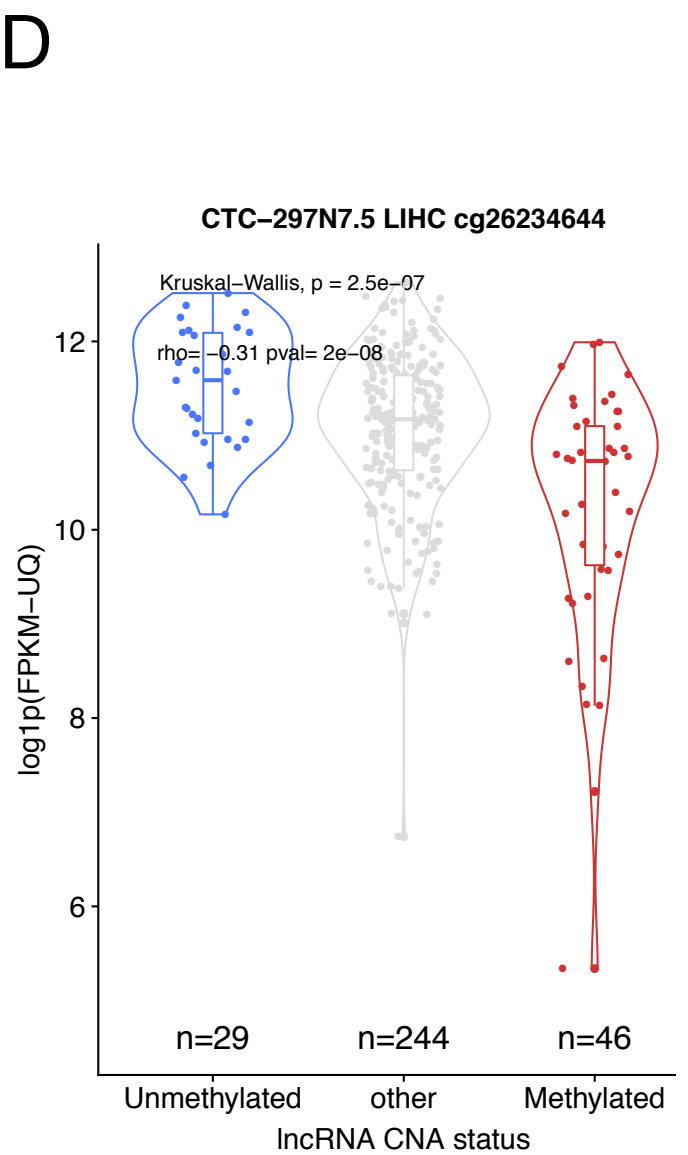 D
CTC−297N7.5 LIHC cg26234644
Kruskal−Wallis, p = 2.5e−07
rho= −0.31 pval= 2e−08
12
10
8
6
log1p(FPKM−UQ)
n=29 n=244 n=46
Unmethylated other Methylated
lncRNA CNA status